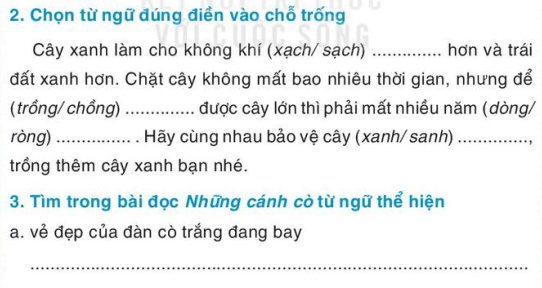 2. Chọn từ ngữ đúng điền vào chỗ trống
Cây xanh làm cho không khí (xạch/ sạch) .............. hơn và trái
đất xanh hơn. Chặt cây không mất bao nhiêu thời gian, nhưng để
(trồng/ chồng) .............. được cây lớn thì phải mất nhiều năm (dòng/
ròng) ............... . Hãy cùng nhau bảo vệ cây (xanh/ sanh) ..............,
trồng thêm cây xanh bạn nhé.
3. Tìm trong bài đọc Những cánh cò từ ngữ thể hiện
a. vẻ đẹp của đàn cò trắng đang bay
....................................................................................................